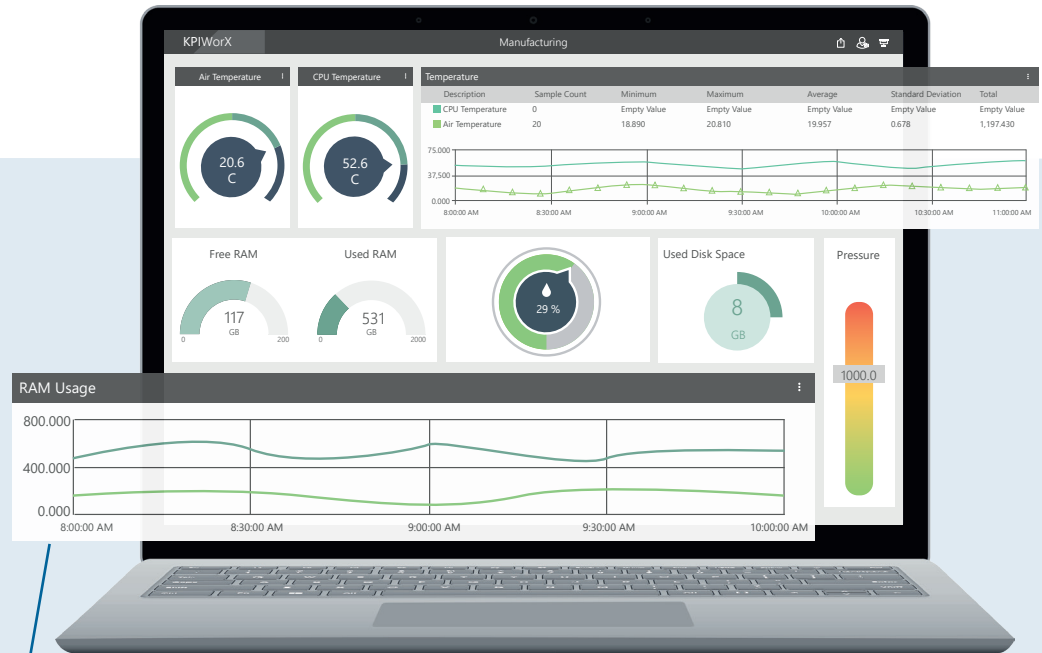 KPIWorX
Manufacturing
Air Temperature
CPU Temperature
Temperature
Description Sample Count Minimum Maximum Average Standard Deviation Total
CPU Temperature 0 Empty Value Empty Value Empty Value Empty Value Empty Value
Air Temperature 20 18.890 20.810 19.957 0.678 1,197.430
20.6
C
52.6
C
75.000
37,500
0.000
8:00:00 AM 8:30:00 AM 9:00:00 AM 9:30:00 AM 10:00:00 AM 10:30:00 AM 11:00:00 AM
Free RAM
117
GB
0 200
Used RAM
531
GB
0 2000
29 %
Used Disk Space
8
GB
Pressure
1000.0
RAM Usage
800.000
400.000
0.000
8:00:00 AM 8:30:00 AM 9:00:00 AM 9:30:00 AM 10:00:00 AM